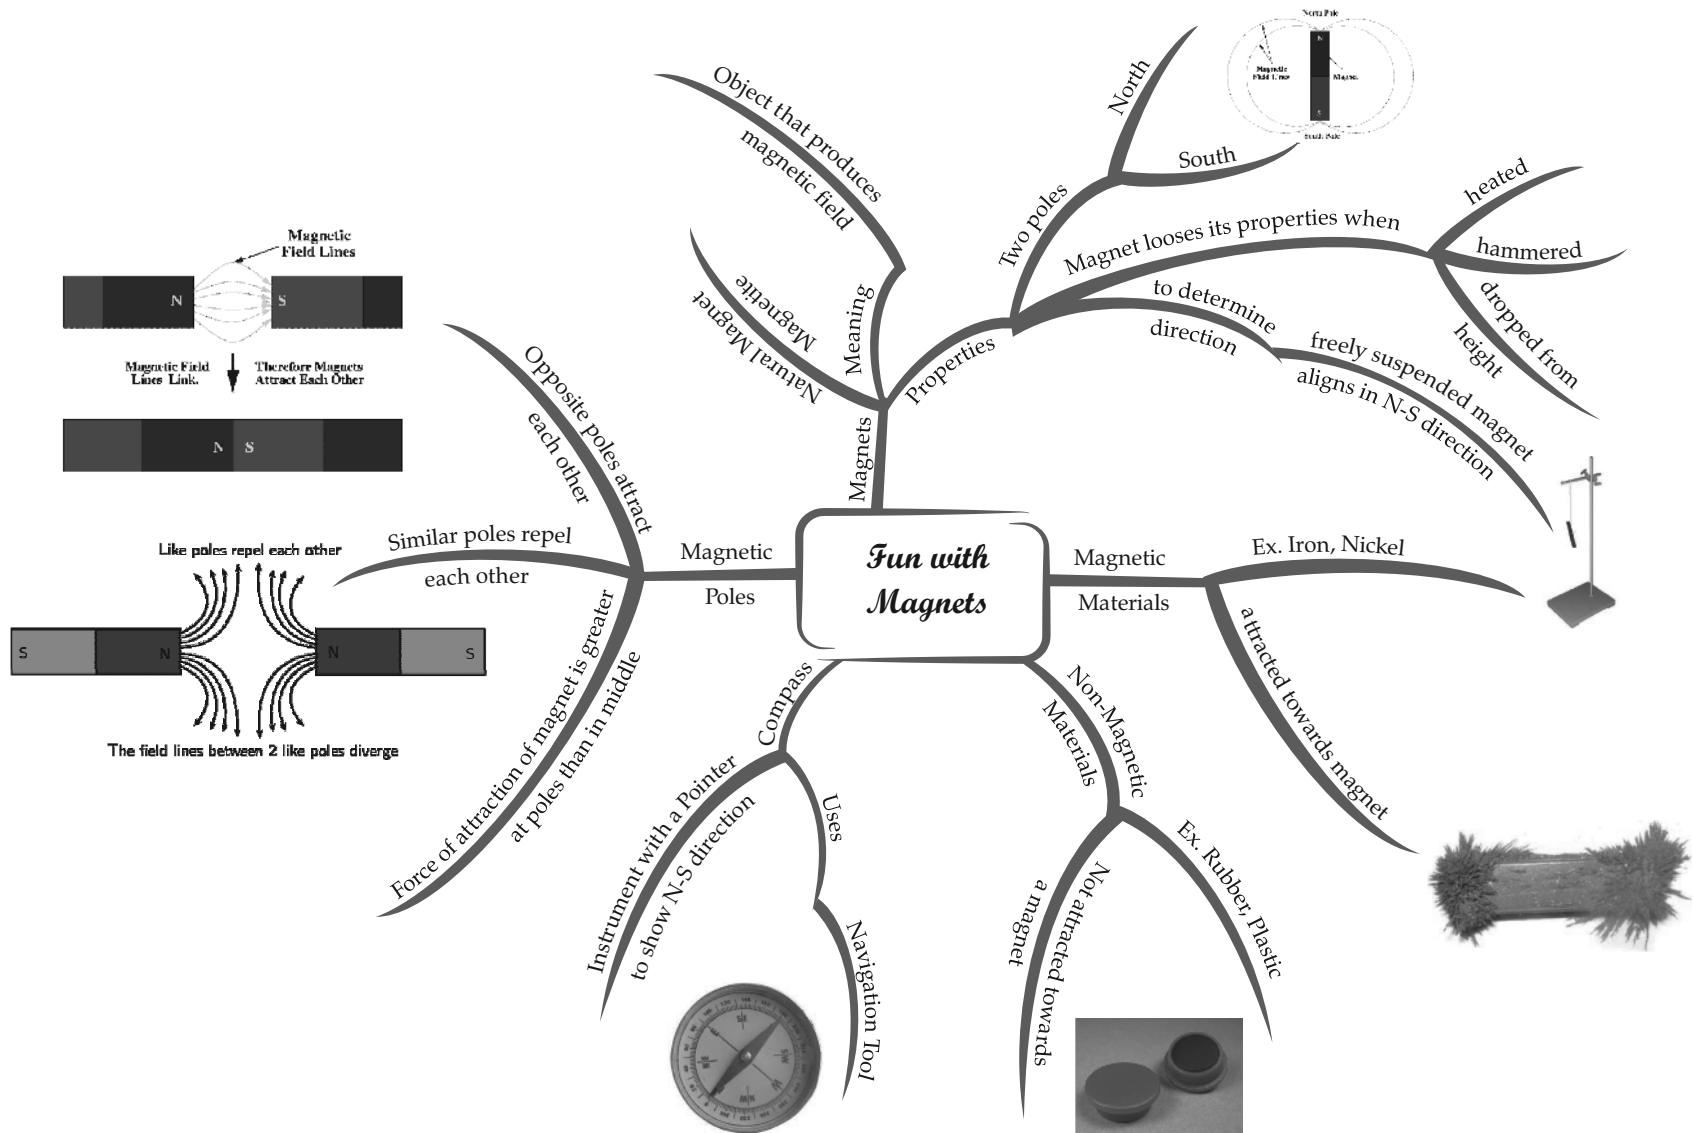 Fun with
Magnets
Magnets
Meaning
Object that produces
magnetic field
Natural Magnet
Magnetite
Properties
Two poles
North
South
North Pole
N
Magnetic
Field Lines
Magnet
S
South Pole
Magnet looses its properties when
heated
hammered
dropped from
height
to determine
direction
freely suspended magnet
aligns in N-S direction
Magnetic
Materials
Ex. Iron, Nickel
attracted towards magnet
Non-Magnetic
Materials
Ex. Rubber, Plastic
Not attracted towards
a magnet
Compass
Instrument with a Pointer
to show N-S direction
Uses
Navigation Tool
Magnetic
Poles
Opposite poles attract
each other
Similar poles repel
each other
Force of attraction of magnet is greater
at poles than in middle
Magnetic
Field Lines
N
S
Magnetic Field
Lines Link.
Therefore Magnets
Attract Each Other
N S
Like poles repel each other
S
N
N
S
The field lines between 2 like poles diverge